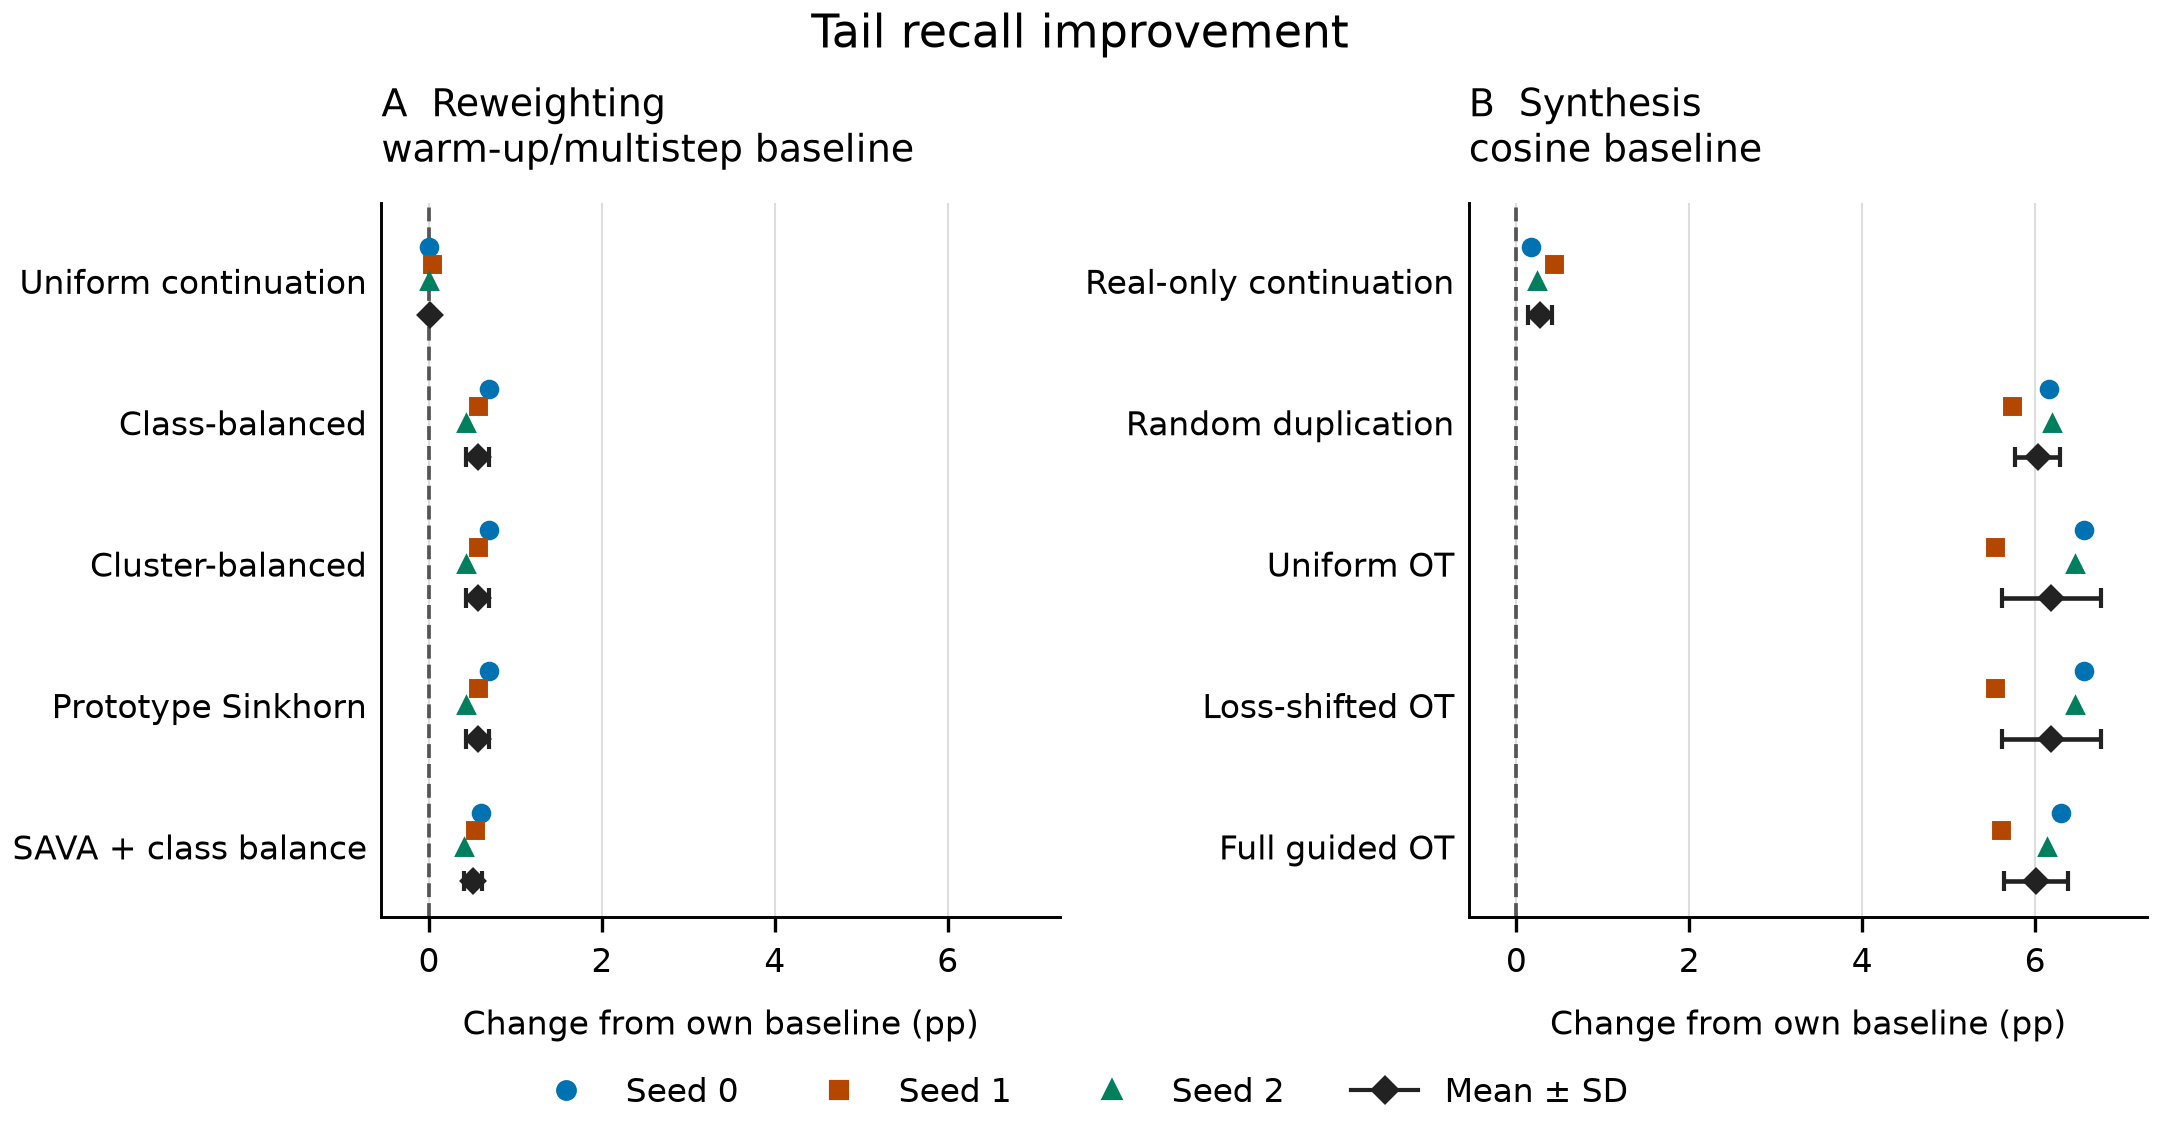 Tail recall improvement
A  Reweighting
warm-up/multistep baseline
Uniform continuation
Class-balanced
Cluster-balanced
Prototype Sinkhorn
SAVA + class balance
0 2 4 6
Change from own baseline (pp)
B  Synthesis
cosine baseline
Real-only continuation
Random duplication
Uniform OT
Loss-shifted OT
Full guided OT
0 2 4 6
Change from own baseline (pp)
Seed 0 Seed 1 Seed 2 Mean ± SD